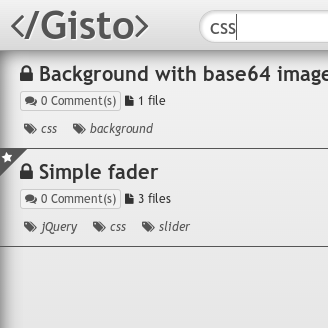 </Gisto>
css
Background with base64 image
0 Comment(s) 1 file
css background
Simple fader
0 Comment(s) 3 files
jQuery css slider